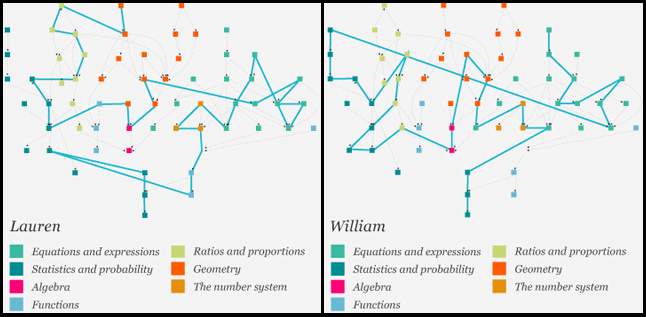 Lauren
Equations and expressions
Ratios and proportions
Statistics and probability
Geometry
Algebra
The number system
Functions
William
Equations and expressions
Ratios and proportions
Statistics and probability
Geometry
Algebra
The number system
Functions